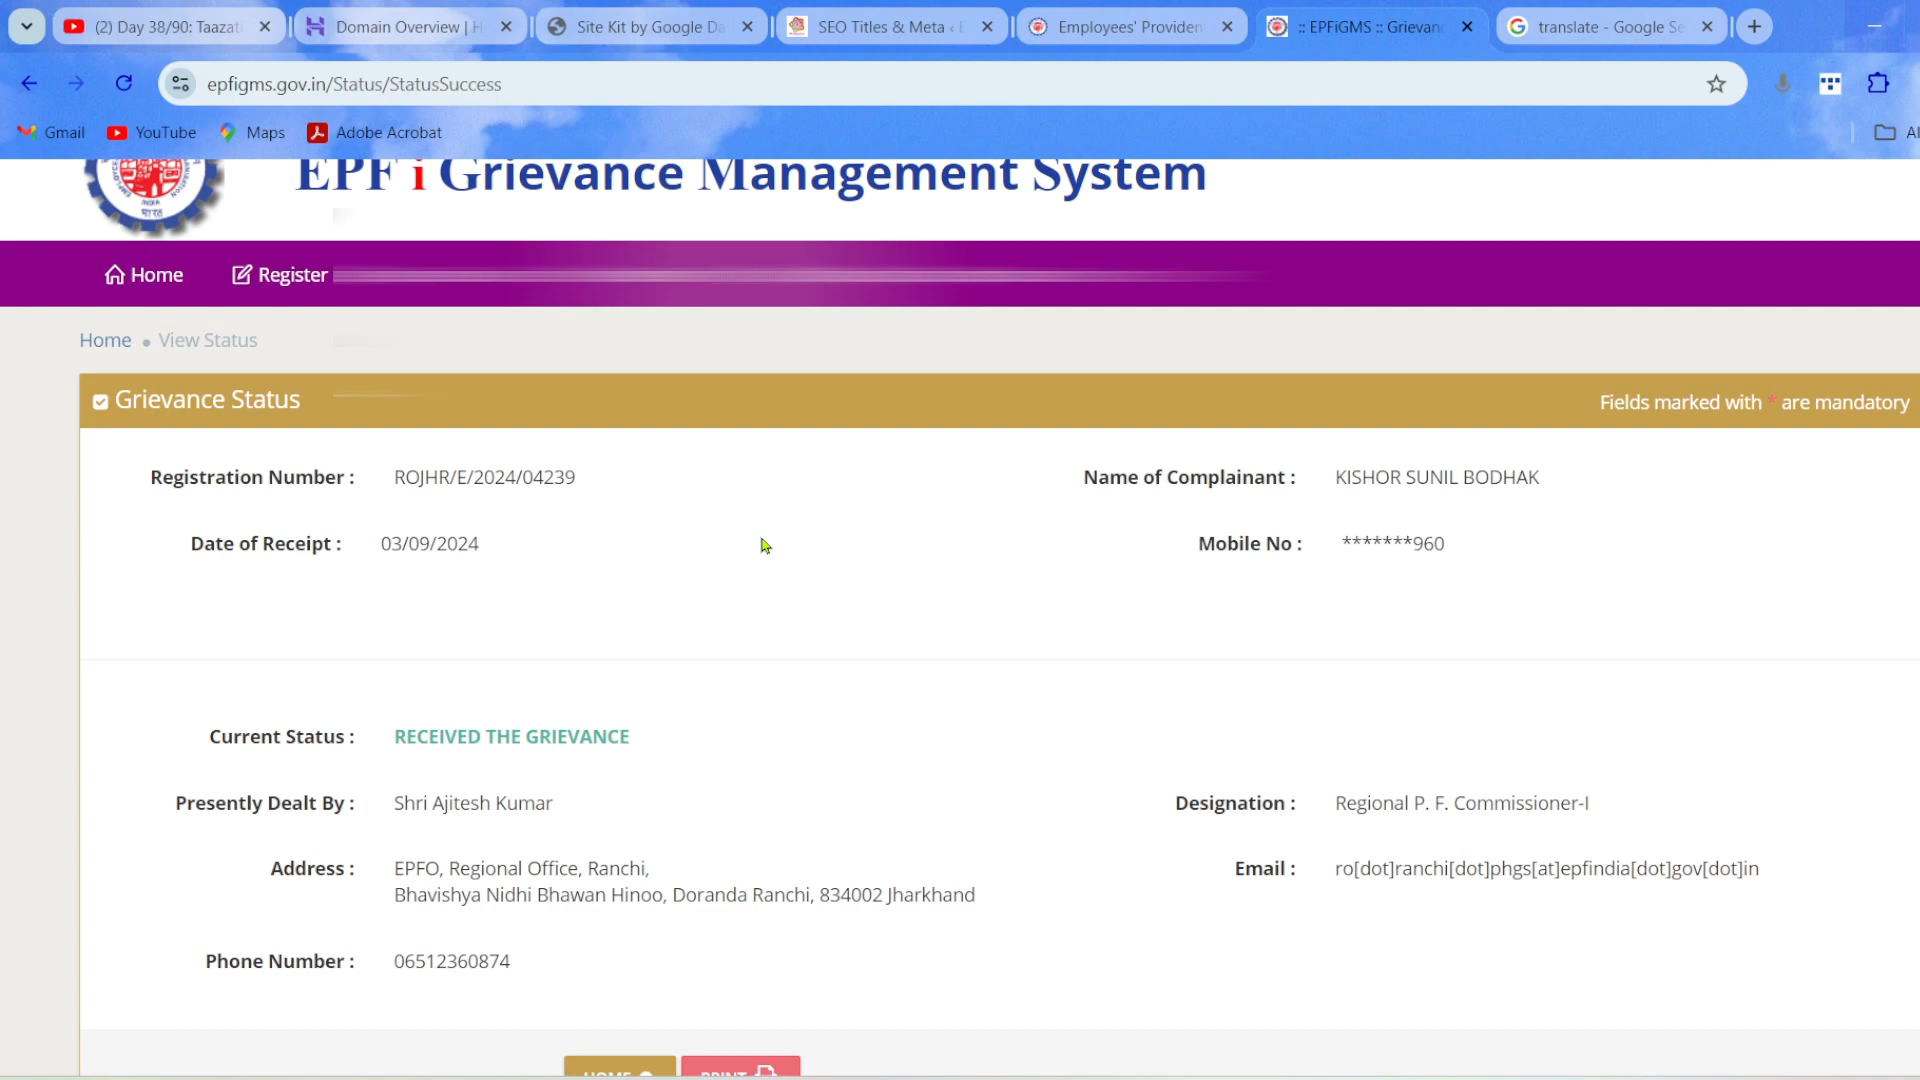 (2) Day 38/90: Taazat
Domain Overview | H
Site Kit by Google Da
SEO Titles & Meta ‹ E
Employees' Providen
:: EPFiGMS :: Grievanc
translate - Google Se
epfigms.gov.in/Status/StatusSuccess
Gmail YouTube Maps Adobe Acrobat Al
EPF i Grievance Management System
Home Register
Home • View Status
Grievance Status
Fields marked with * are mandatory
Registration Number : ROJHR/E/2024/04239
Name of Complainant : KISHOR SUNIL BODHAK
Date of Receipt : 03/09/2024
Mobile No : *******960
Current Status : RECEIVED THE GRIEVANCE
Presently Dealt By : Shri Ajitesh Kumar
Designation : Regional P. F. Commissioner-I
Address : EPFO, Regional Office, Ranchi,
Bhavishya Nidhi Bhawan Hinoo, Doranda Ranchi, 834002 Jharkhand
Email : ro[dot]ranchi[dot]phgs[at]epfindia[dot]gov[dot]in
Phone Number : 06512360874
HOME PRINT